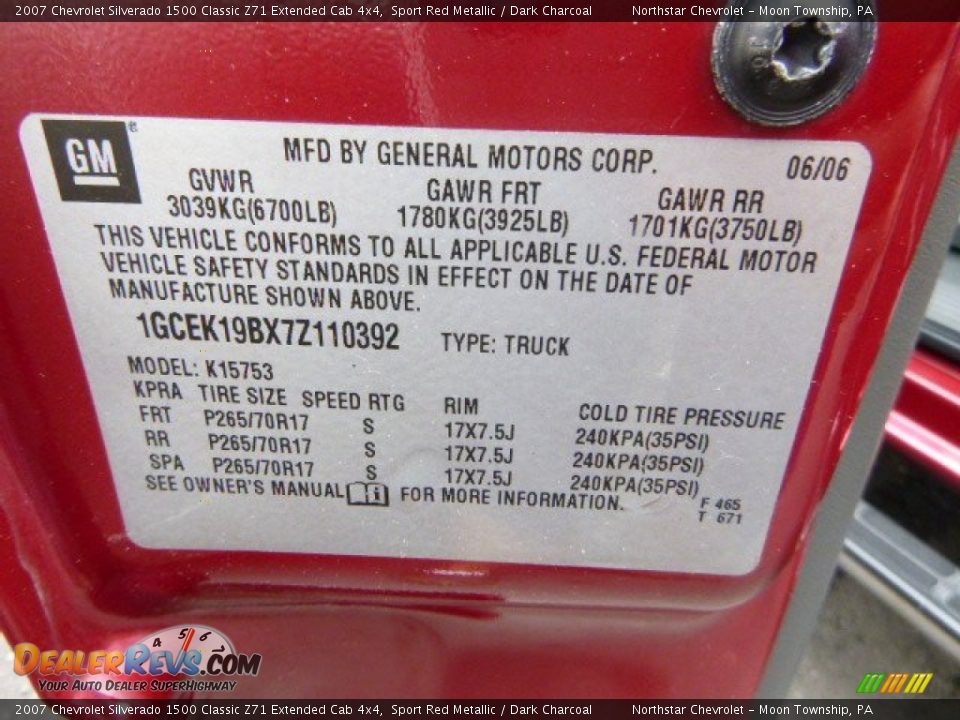 2007 Chevrolet Silverado 1500 Classic Z71 Extended Cab 4x4, Sport Red Metallic / Dark Charcoal Northstar Chevrolet - Moon Township, PA
GM
MFD BY GENERAL MOTORS CORP. 06/06
GVWR GAWR FRT GAWR RR
3039KG(6700LB) 1780KG(3925LB) 1701KG(3750LB)
THIS VEHICLE CONFORMS TO ALL APPLICABLE U.S. FEDERAL MOTOR
VEHICLE SAFETY STANDARDS IN EFFECT ON THE DATE OF
MANUFACTURE SHOWN ABOVE.
1GCEK19BX7Z110392 TYPE: TRUCK
MODEL: K15753
KPRA TIRE SIZE SPEED RTG RIM COLD TIRE PRESSURE
FRT P265/70R17 S 17X7.5J 240KPA(35PSI)
RR P265/70R17 S 17X7.5J 240KPA(35PSI)
SPA P265/70R17 S 17X7.5J 240KPA(35PSI)
SEE OWNER'S MANUAL FOR MORE INFORMATION.
F 465
T 671
4 5 6
DealerRevs.com
Your Auto Dealer SuperHighway
2007 Chevrolet Silverado 1500 Classic Z71 Extended Cab 4x4, Sport Red Metallic / Dark Charcoal Northstar Chevrolet - Moon Township, PA